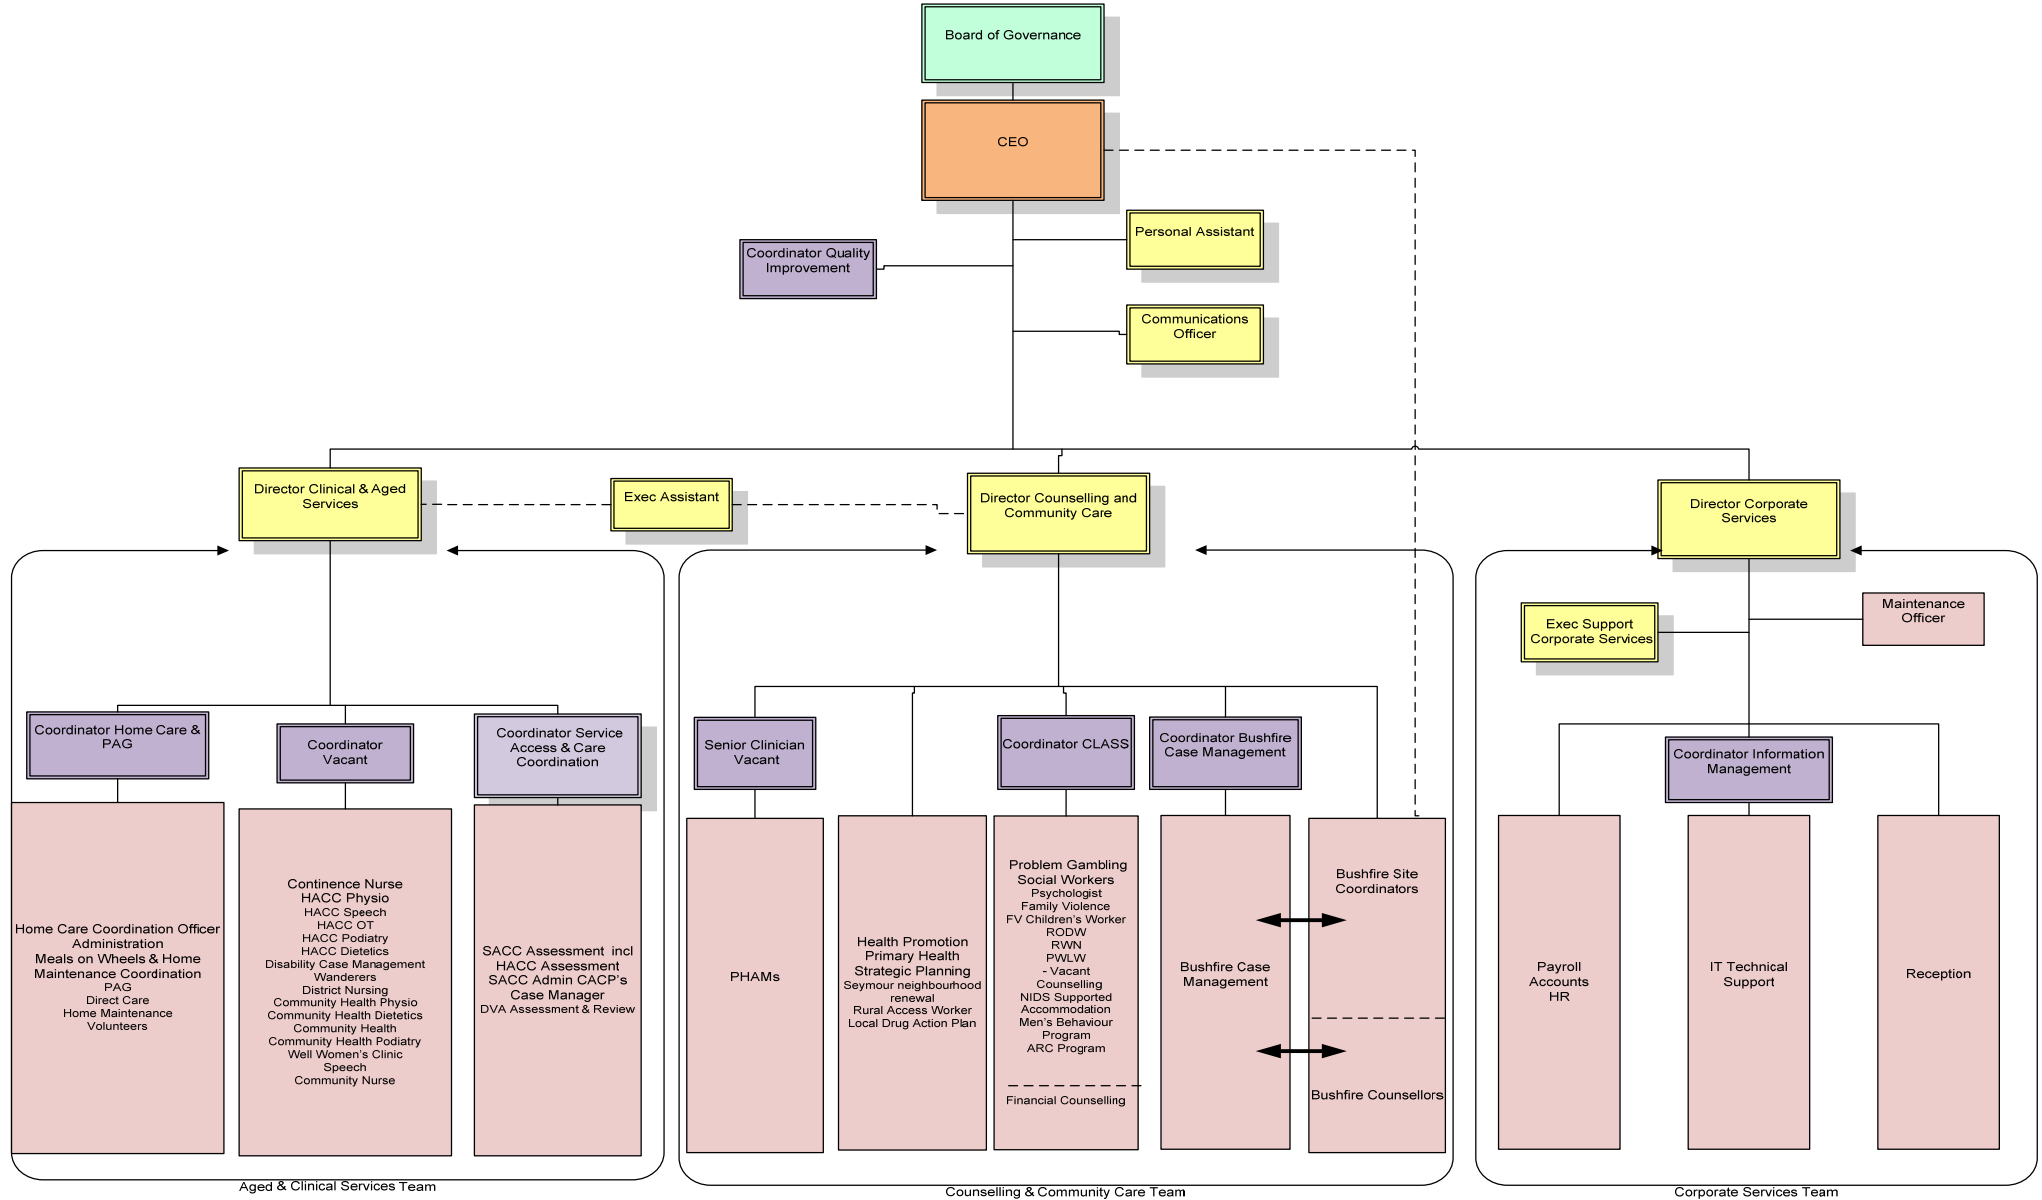 Board of Governance
CEO
Personal Assistant
Coordinator Quality
Improvement
Communications
Officer
Director Clinical & Aged
Services
Exec Assistant
Director Counselling and
Community Care
Director Corporate
Services
Maintenance
Officer
Exec Support
Corporate Services
Coordinator Home Care &
PAG
Coordinator
Vacant
Coordinator Service
Access & Care
Coordination
Senior Clinician
Vacant
Coordinator CLASS
Coordinator Bushfire
Case Management
Coordinator Information
Management
Home Care Coordination Officer
Administration
Meals on Wheels & Home
Maintenance Coordination
PAG
Direct Care
Home Maintenance
Volunteers
Continence Nurse
HACC Physio
HACC Speech
HACC OT
HACC Podiatry
HACC Dietetics
Disability Case Management
Wanderers
District Nursing
Community Health Physio
Community Health Dietetics
Community Health
Community Health Podiatry
Well Women's Clinic
Speech
Community Nurse
SACC Assessment  incl
HACC Assessment
SACC Admin CACP's
Case Manager
DVA Assessment & Review
PHAMs
Health Promotion
Primary Health
Strategic Planning
Seymour neighbourhood
renewal
Rural Access Worker
Local Drug Action Plan
Problem Gambling
Social Workers
Psychologist
Family Violence
FV Children's Worker
RODW
RWN
PWLW
- Vacant
Counselling
NIDS Supported
Accommodation
Men's Behaviour
Program
ARC Program
Financial Counselling
Bushfire Case
Management
Bushfire Site
Coordinators
Bushfire Counsellors
Payroll
Accounts
HR
IT Technical
Support
Reception
Aged & Clinical Services Team
Counselling & Community Care Team
Corporate Services Team